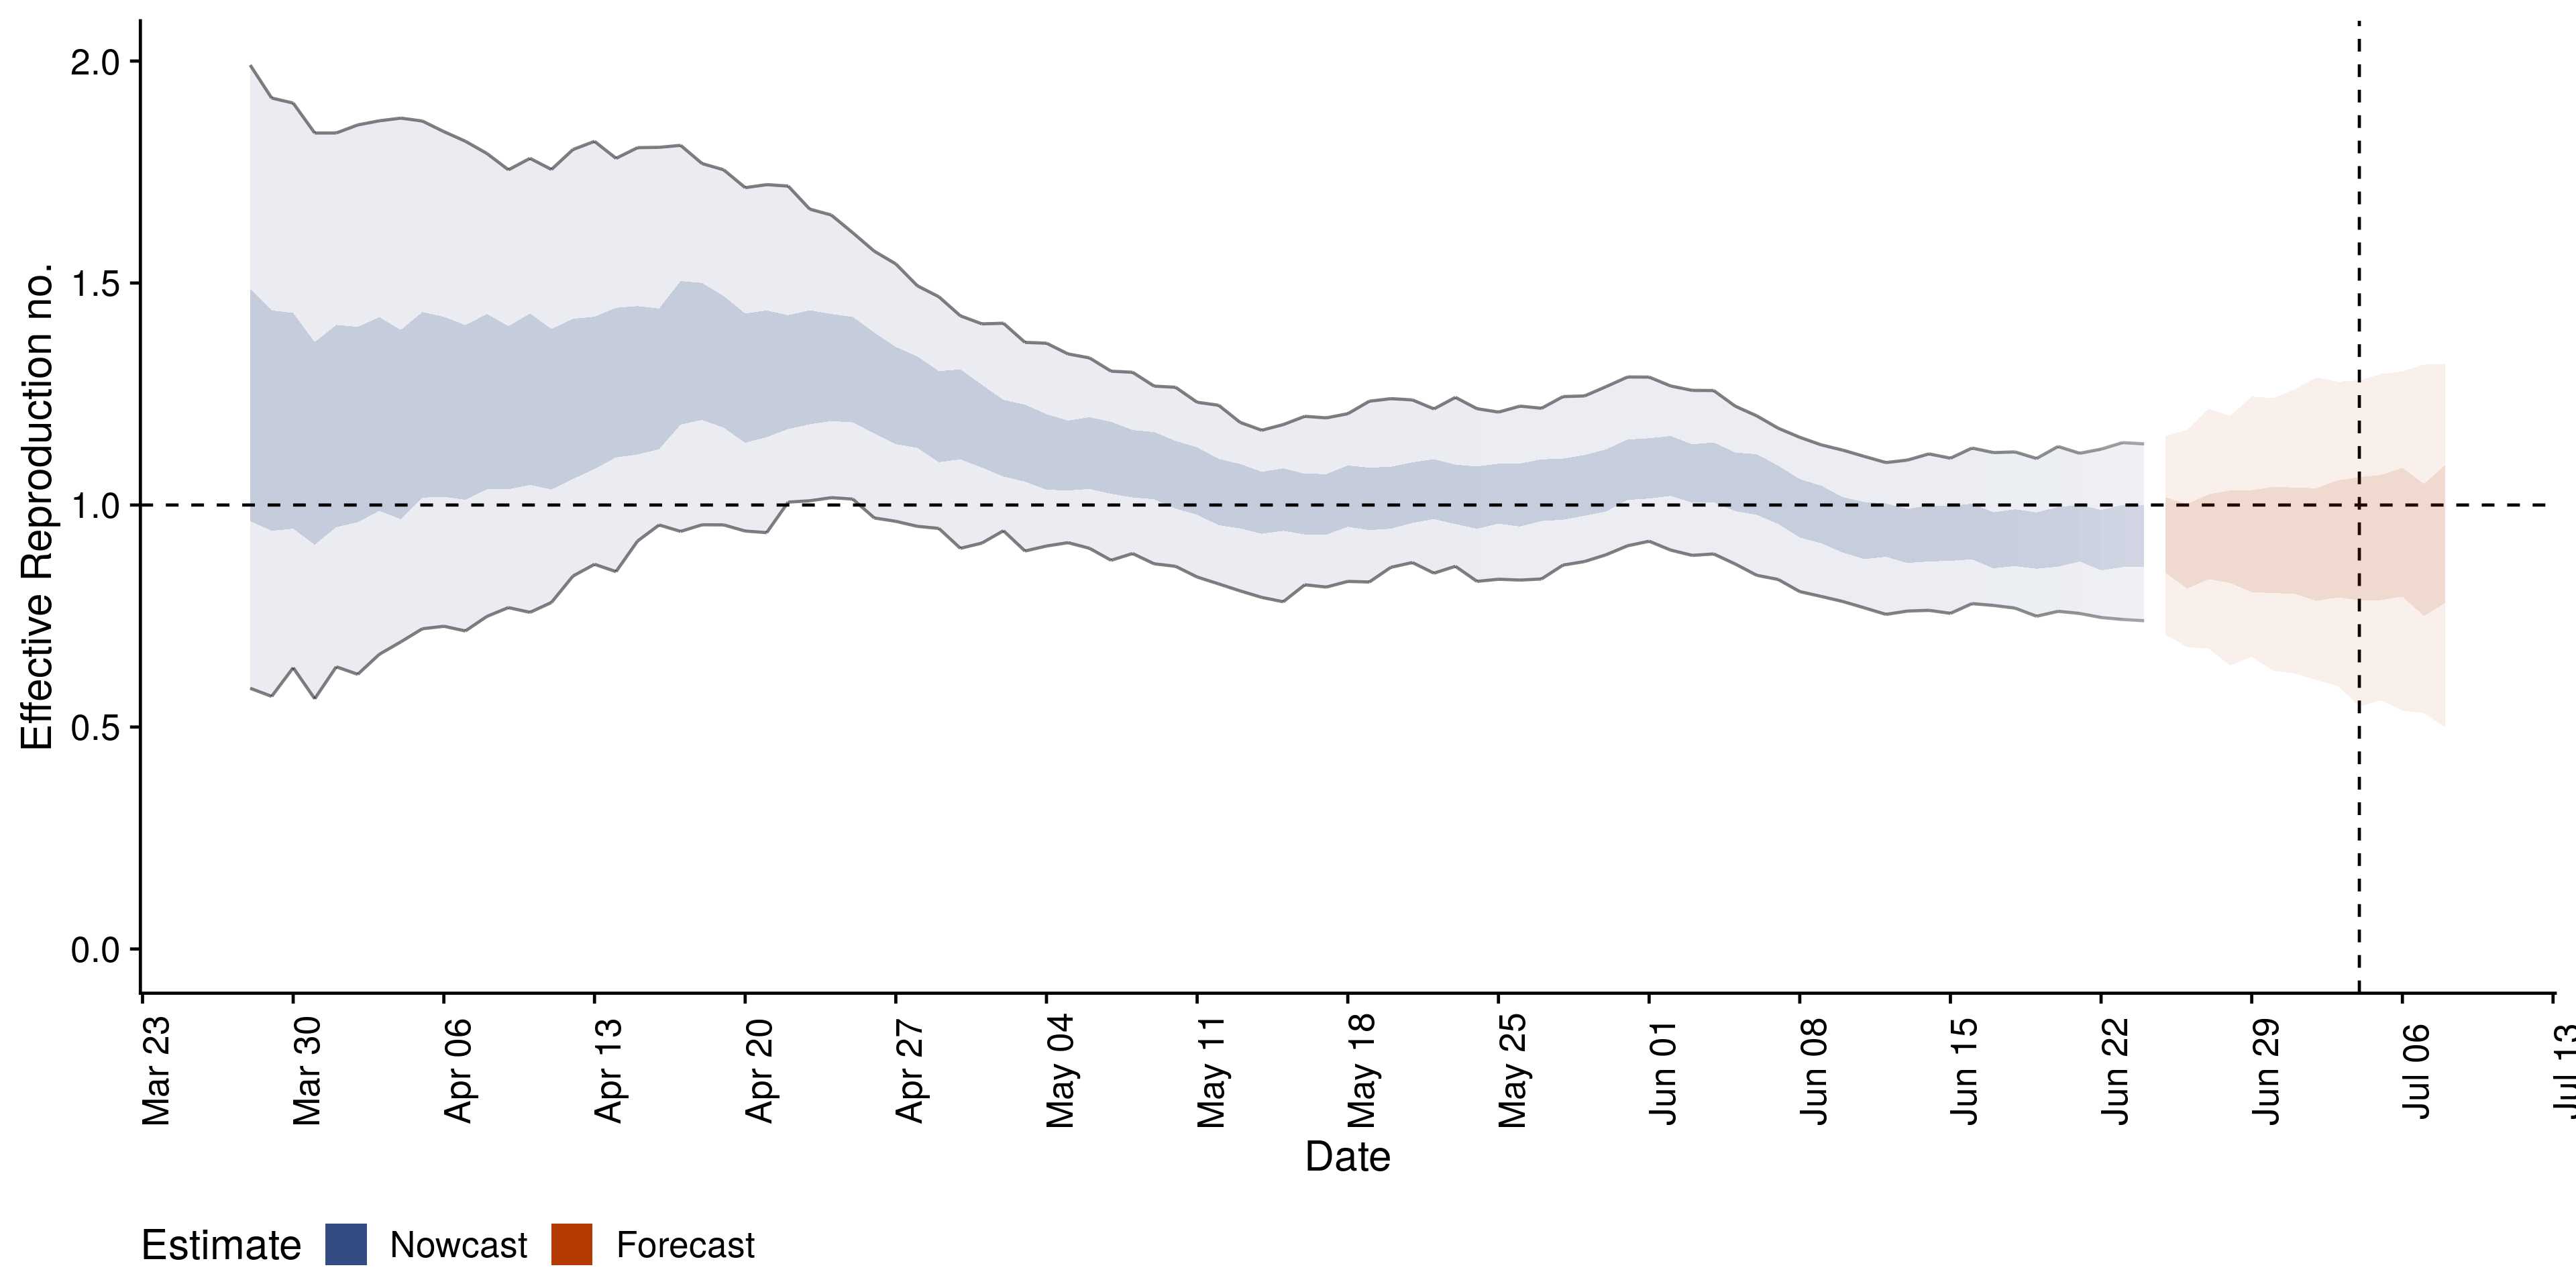 Effective Reproduction no.
2.0
1.5
1.0
0.5
0.0
Mar 23
Mar 30
Apr 06
Apr 13
Apr 20
Apr 27
May 04
May 11
May 18
May 25
Jun 01
Jun 08
Jun 15
Jun 22
Jun 29
Jul 06
Jul 13
Date
Estimate Nowcast Forecast